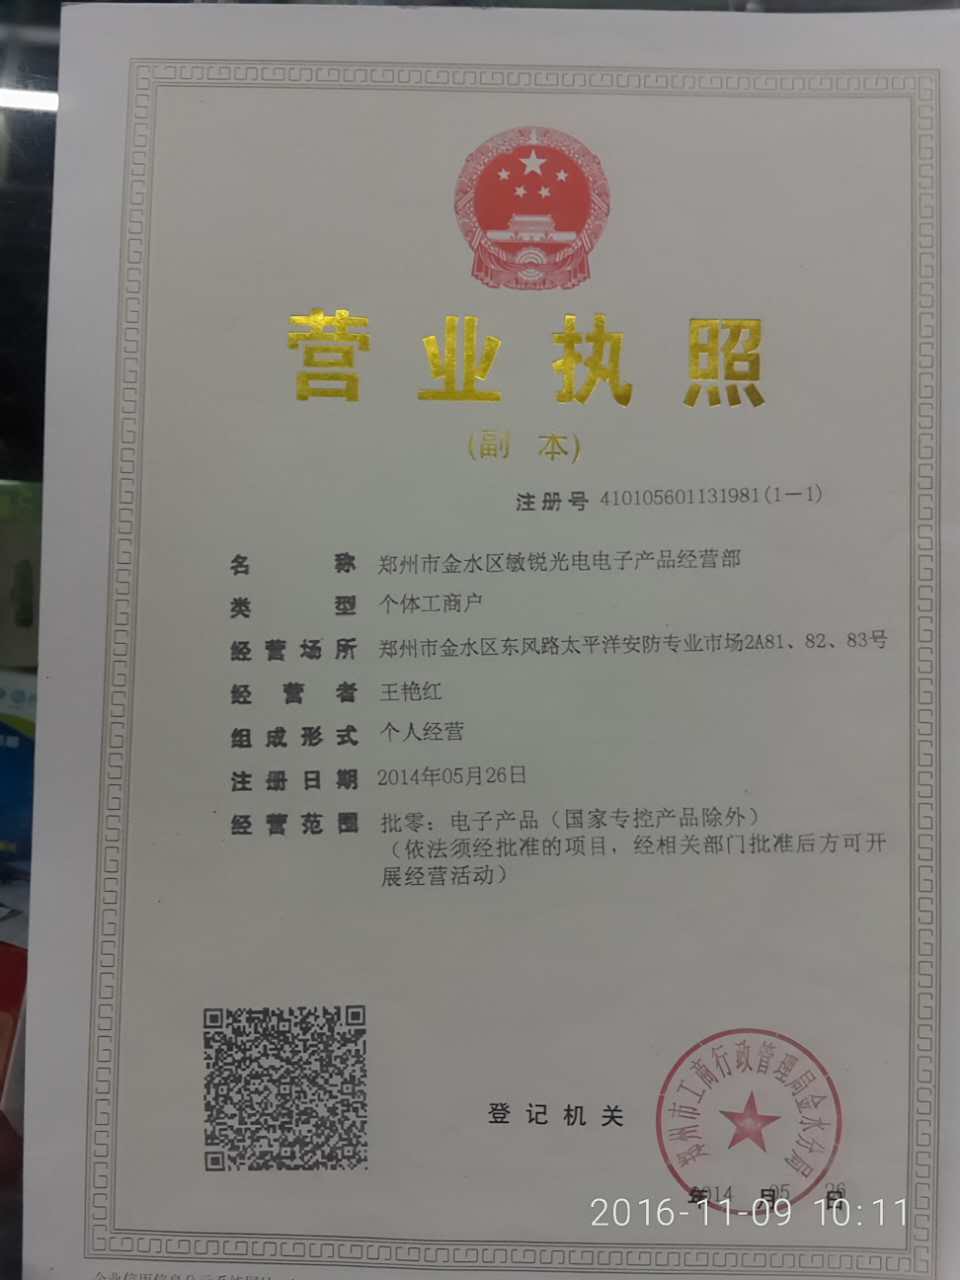 营业执照
(副 本)
注册号 410105601131981(1-1)
名称 郑州市金水区敏锐光电电子产品经营部
类型 个体工商户
经营场所 郑州市金水区东风路太平洋安防专业市场2A81、82、83号
经营者 王艳红
组成形式 个人经营
注册日期 2014年05月26日
经营范围 批零：电子产品（国家专控产品除外）
（依法须经批准的项目，经相关部门批准后方可开
展经营活动）
郑州市工商行政管理局金水分局
登记机关
2014年05月26日
2016-11-09 10:11